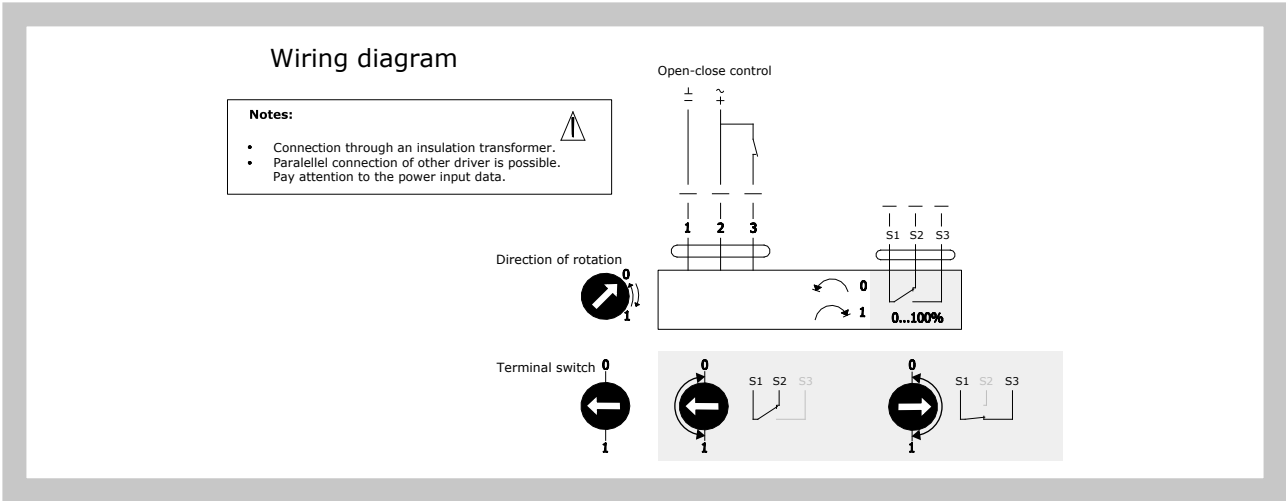 Wiring diagram
Open-close control
⊥ ~
− +
Notes:
• Connection through an insulation transformer.
• Paralellel connection of other driver is possible.
Pay attention to the power input data.
1 2 3
S1 S2 S3
Direction of rotation
0
1
0
1
0...100%
Terminal switch
0
1
0
1
S1 S2 S3
0
1
S1 S2 S3